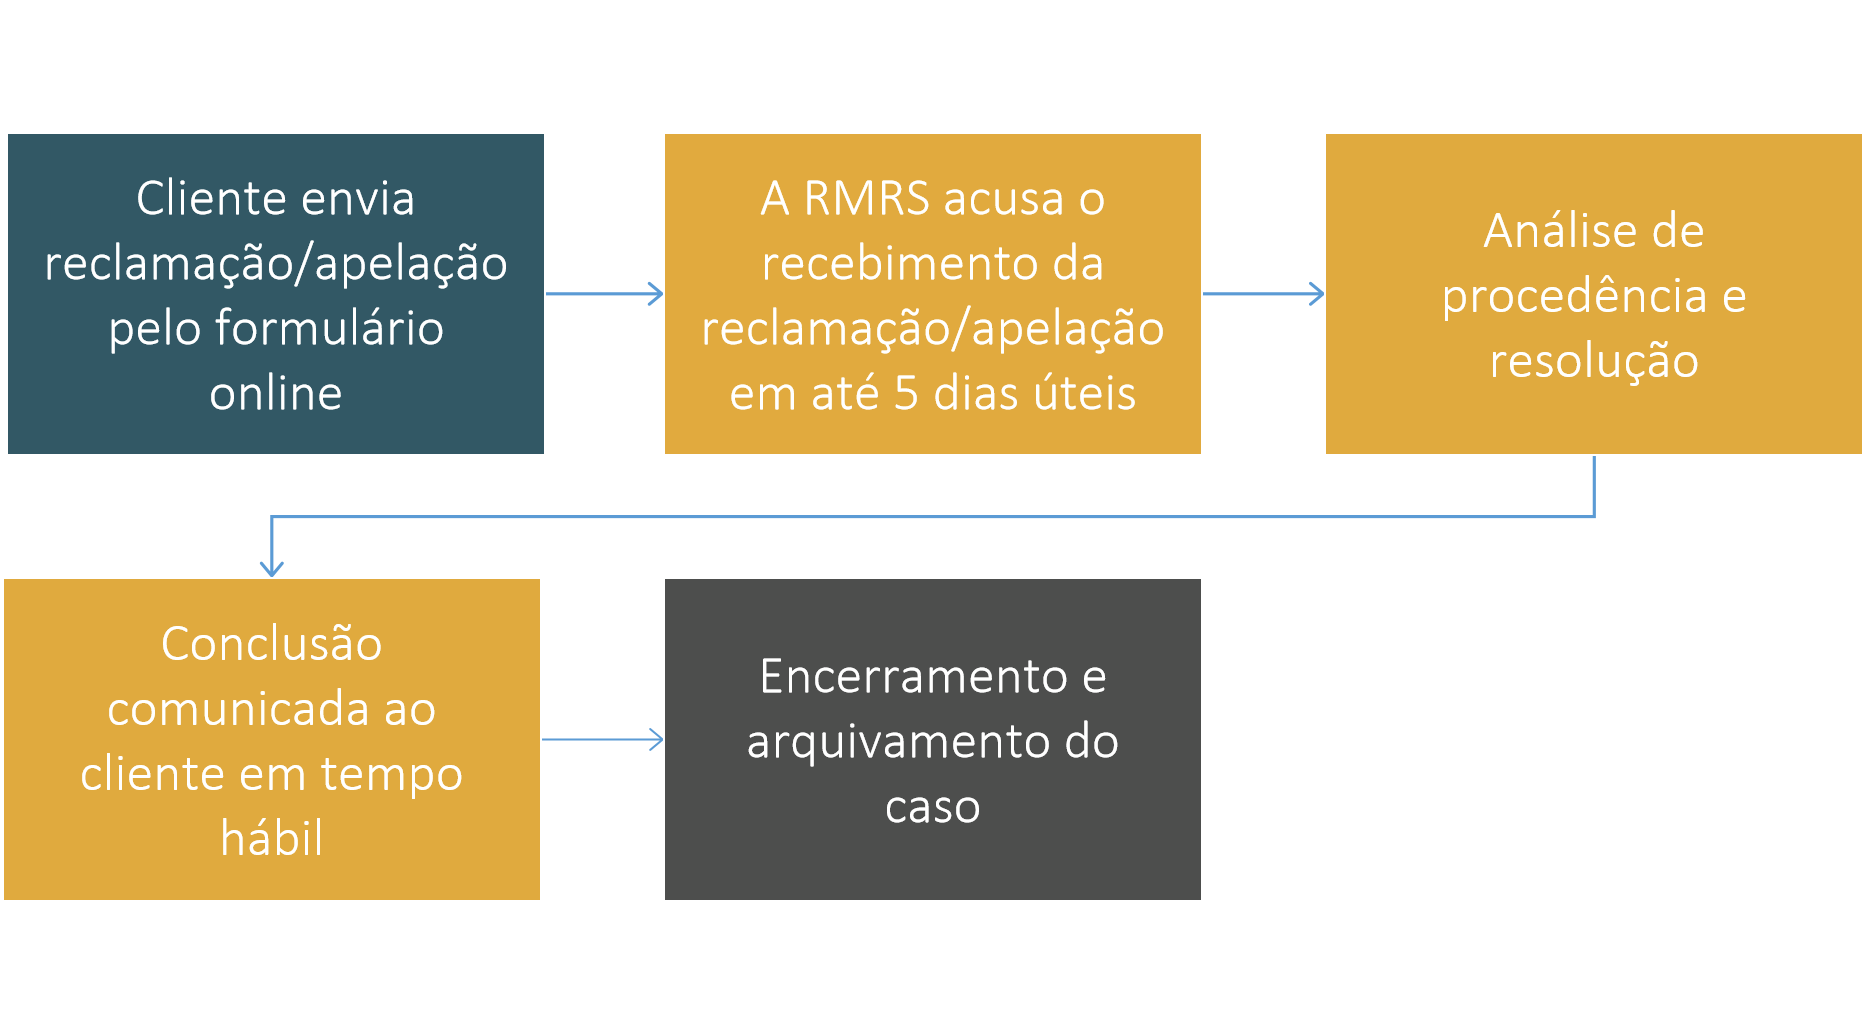 Cliente envia
reclamação/apelação
pelo formulário
online
A RMRS acusa o
recebimento da
reclamação/apelação
em até 5 dias úteis
Análise de
procedência e
resolução
Conclusão
comunicada ao
cliente em tempo
hábil
Encerramento e
arquivamento do
caso